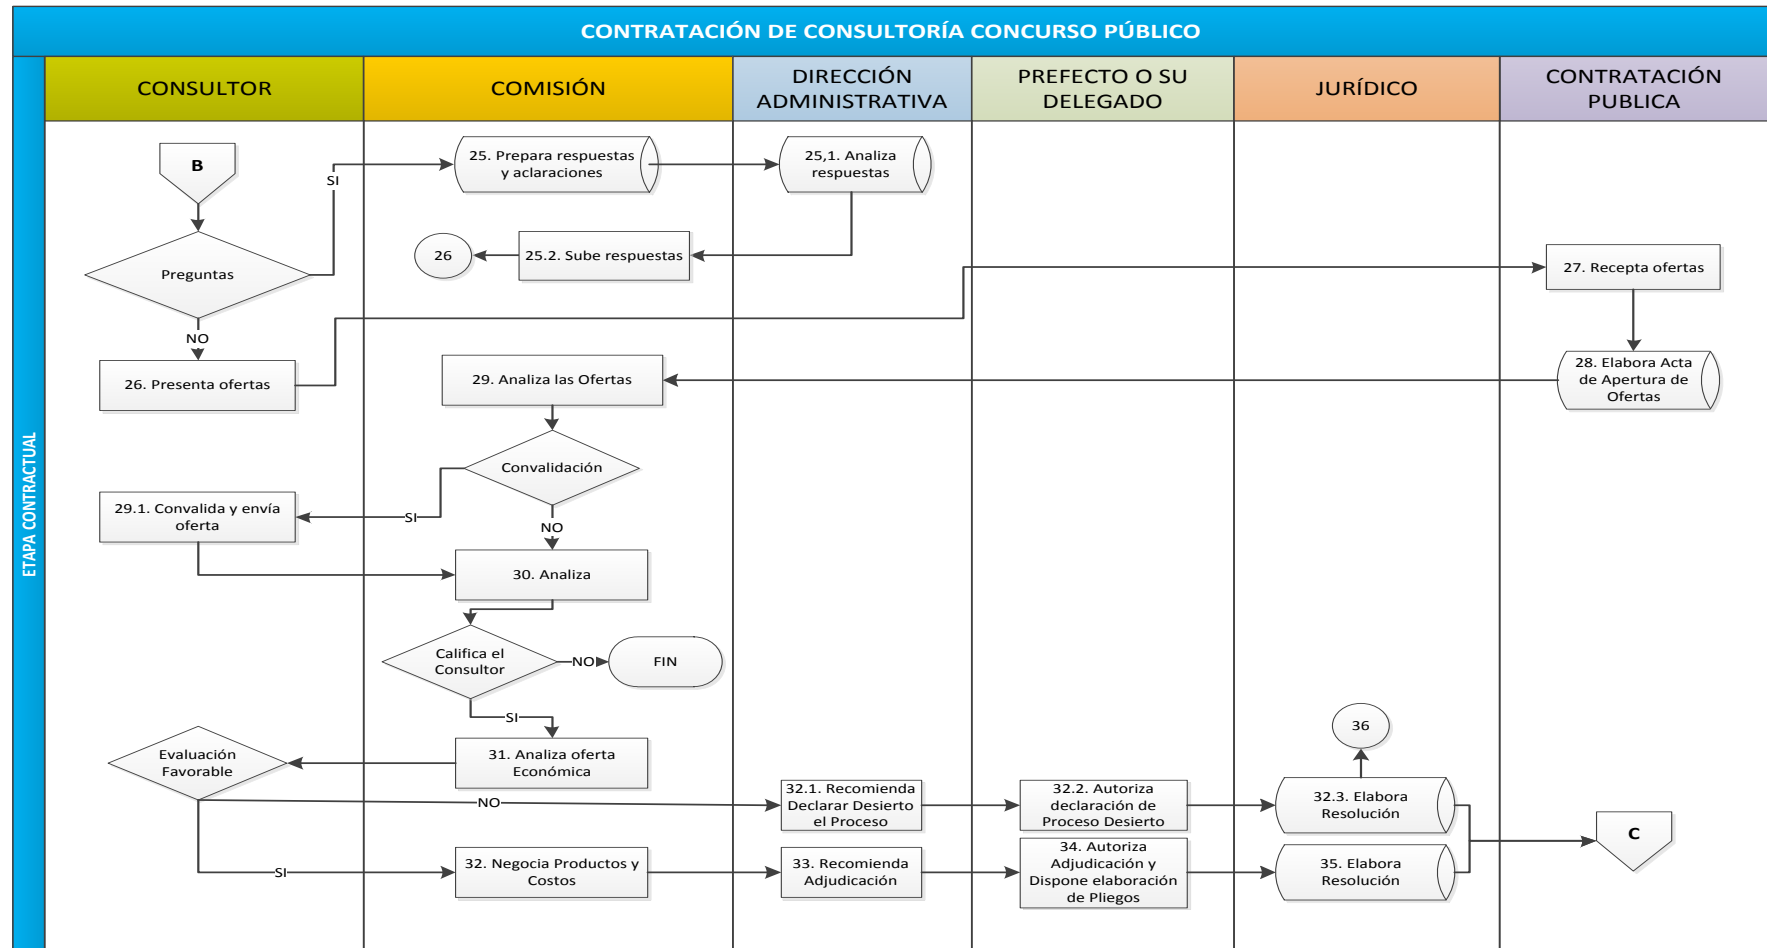 CONTRATACIÓN DE CONSULTORÍA CONCURSO PÚBLICO
ETAPA CONTRACTUAL
CONSULTOR
COMISIÓN
DIRECCIÓN
ADMINISTRATIVA
PREFECTO O SU
DELEGADO
JURÍDICO
CONTRATACIÓN
PUBLICA
B
SI
25. Prepara respuestas
y aclaraciones
25,1. Analiza
respuestas
Preguntas
26
25.2. Sube respuestas
27. Recepta ofertas
NO
26. Presenta ofertas
29. Analiza las Ofertas
28. Elabora Acta
de Apertura de
Ofertas
Convalidación
29.1. Convalida y envía
oferta
SI
NO
30. Analiza
Califica el
Consultor
NO
FIN
SI
36
Evaluación
Favorable
31. Analiza oferta
Económica
NO
32.1. Recomienda
Declarar Desierto
el Proceso
32.2. Autoriza
declaración de
Proceso Desierto
32.3. Elabora
Resolución
C
SI
32. Negocia Productos y
Costos
33. Recomienda
Adjudicación
34. Autoriza
Adjudicación y
Dispone elaboración
de Pliegos
35. Elabora
Resolución